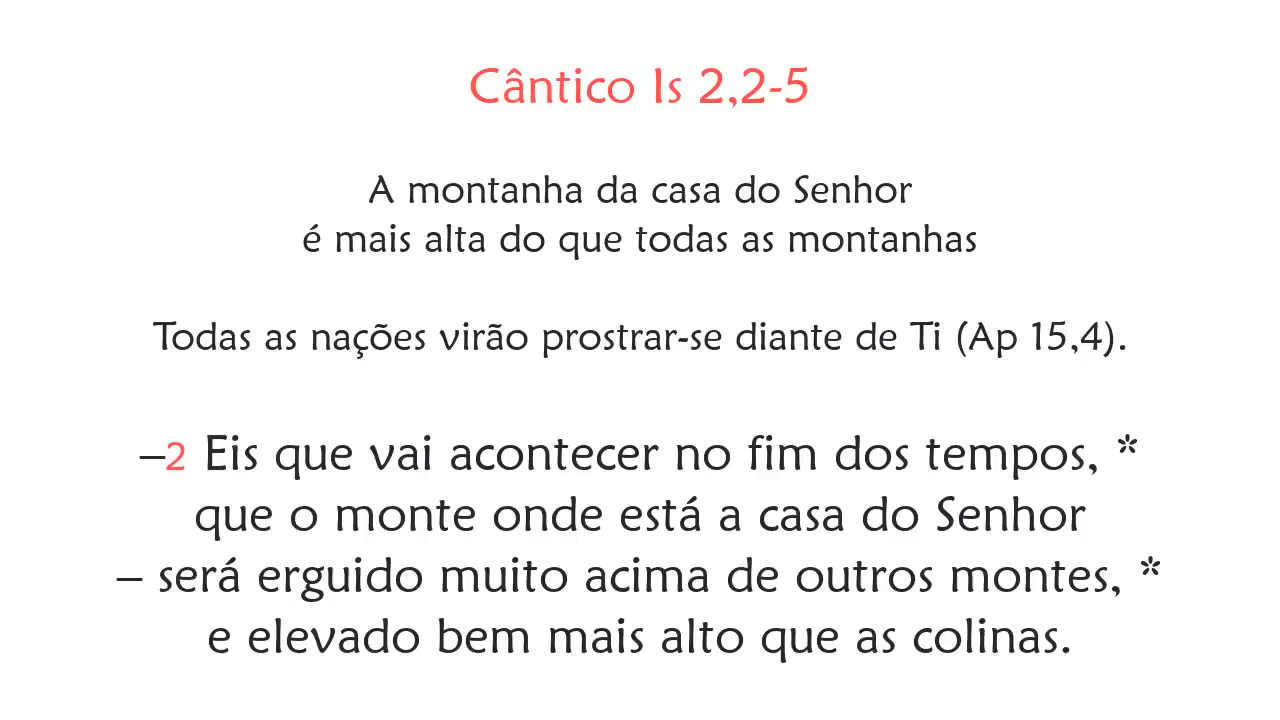 Cântico Is 2,2-5
A montanha da casa do Senhor
é mais alta do que todas as montanhas
Todas as nações virão prostrar-se diante de Ti (Ap 15,4).
–2 Eis que vai acontecer no fim dos tempos, *
que o monte onde está a casa do Senhor
– será erguido muito acima de outros montes, *
e elevado bem mais alto que as colinas.